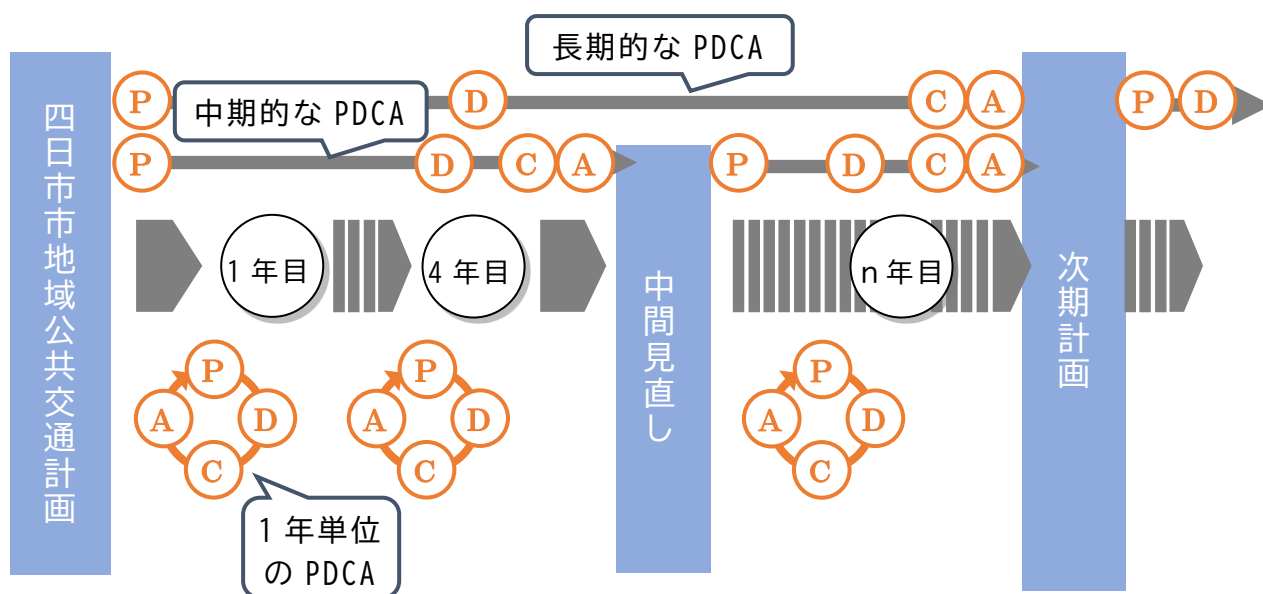 長期的な PDCA
P D C A P D
中期的な PDCA
P D C A P D C A
四日市市地域公共交通計画
1 年目
4 年目
中間見直し
n 年目
次期計画
P D C A
P D C A
P D C A
1 年単位
の PDCA